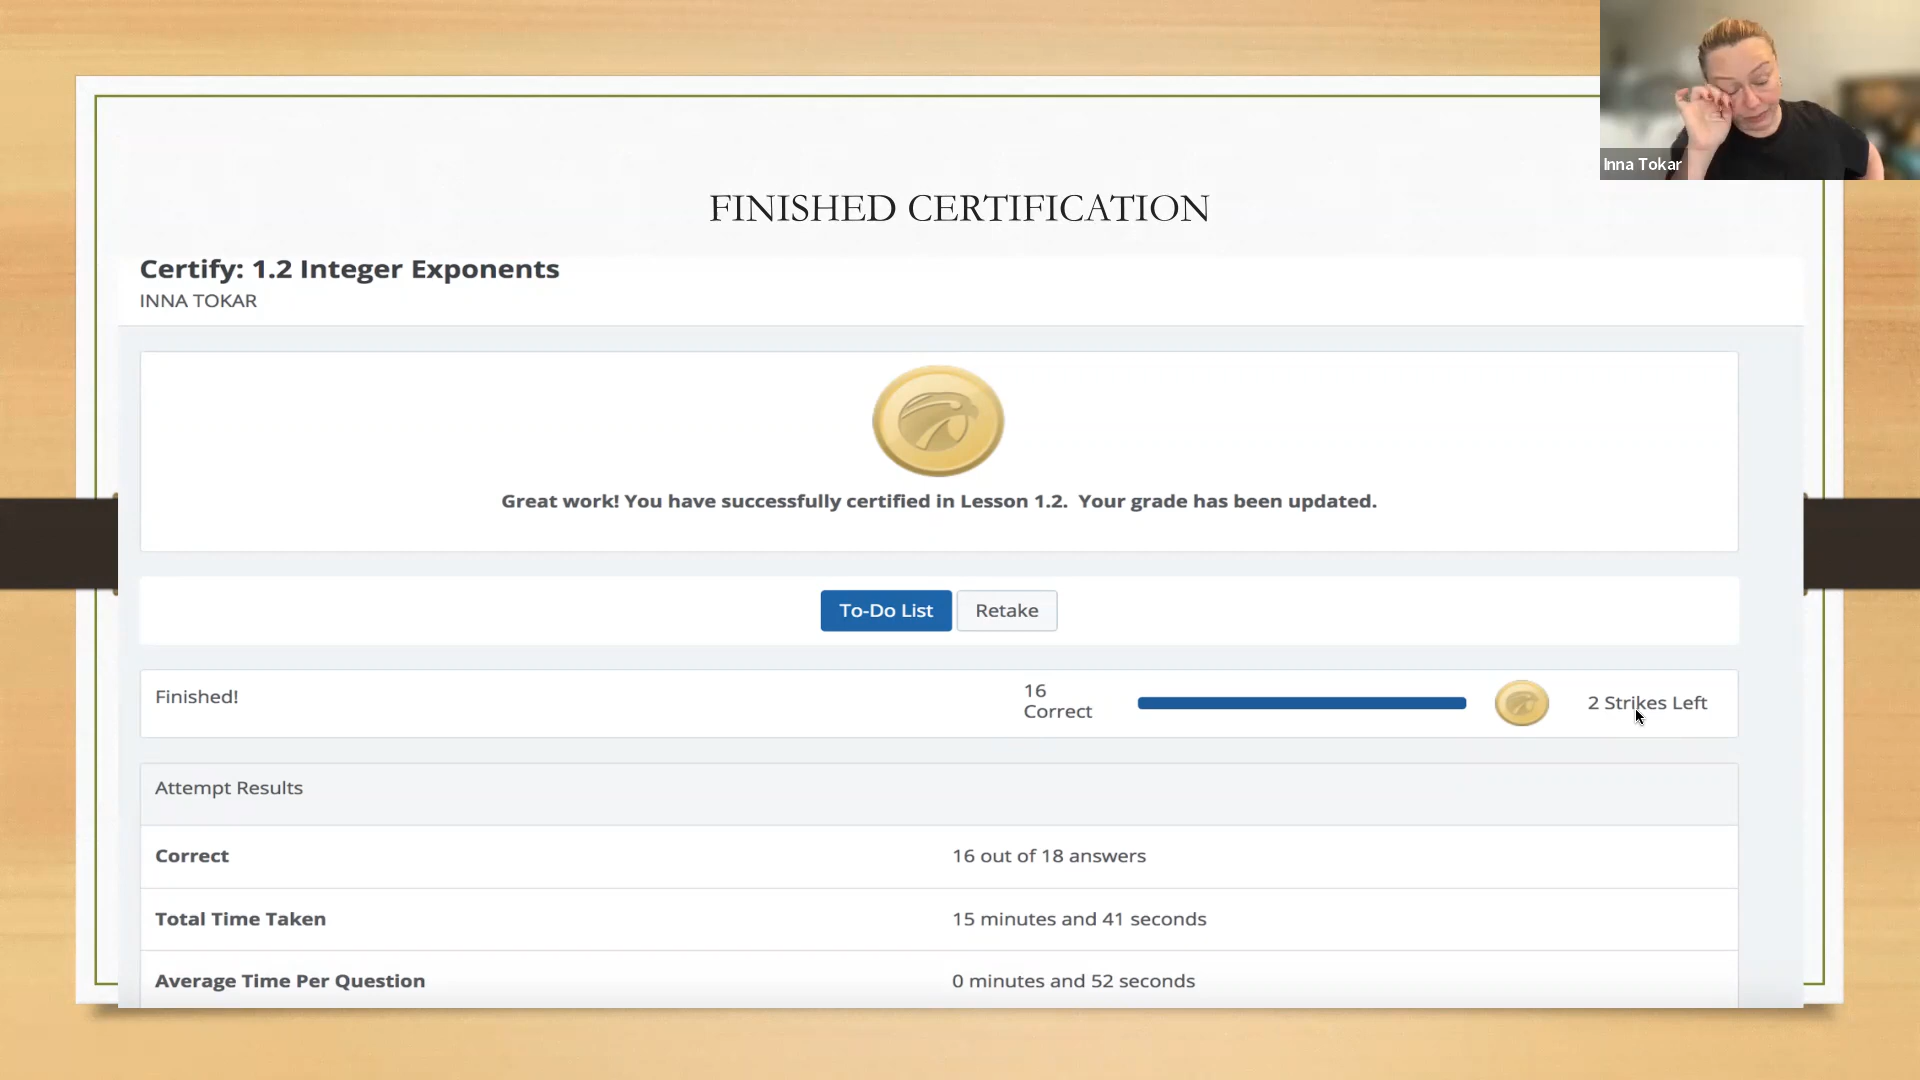 Inna Tokar
FINISHED CERTIFICATION
Certify: 1.2 Integer Exponents
INNA TOKAR
Great work! You have successfully certified in Lesson 1.2. Your grade has been updated.
To-Do List
Retake
Finished!
16
Correct
2 Strikes Left
Attempt Results
Correct
16 out of 18 answers
Total Time Taken
15 minutes and 41 seconds
Average Time Per Question
0 minutes and 52 seconds